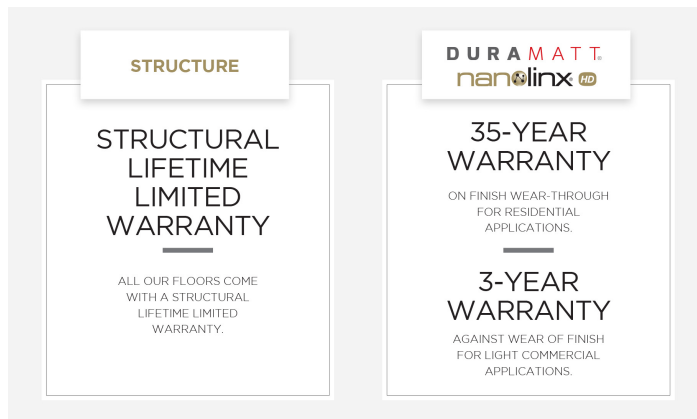 STRUCTURE
STRUCTURAL
LIFETIME
LIMITED
WARRANTY
ALL OUR FLOORS COME
WITH A STRUCTURAL
LIFETIME LIMITED
WARRANTY.
DURAMATT®
nanolinx® HD
35-YEAR
WARRANTY
ON FINISH WEAR-THROUGH
FOR RESIDENTIAL
APPLICATIONS.
3-YEAR
WARRANTY
AGAINST WEAR OF FINISH
FOR LIGHT COMMERCIAL
APPLICATIONS.